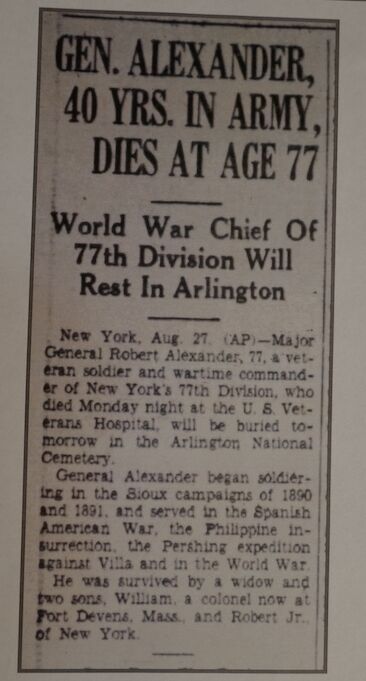 GEN. ALEXANDER,
40 YRS. IN ARMY,
DIES AT AGE 77
World War Chief Of
77th Division Will
Rest In Arlington
New York, Aug. 27. (AP)—Major
General Robert Alexander, 77, a vet-
eran soldier and wartime command-
er of New York's 77th Division, who
died Monday night at the U. S. Vet-
erans Hospital, will be buried to-
morrow in the Arlington National
Cemetery.
General Alexander began soldier-
ing in the Sioux campaigns of 1890
and 1891, and served in the Spanish
American War, the Philippine in-
surrection, the Pershing expedition
against Villa and in the World War.
He was survived by a widow and
two sons, William, a colonel now at
Fort Devens, Mass., and Robert Jr.,
of New York.